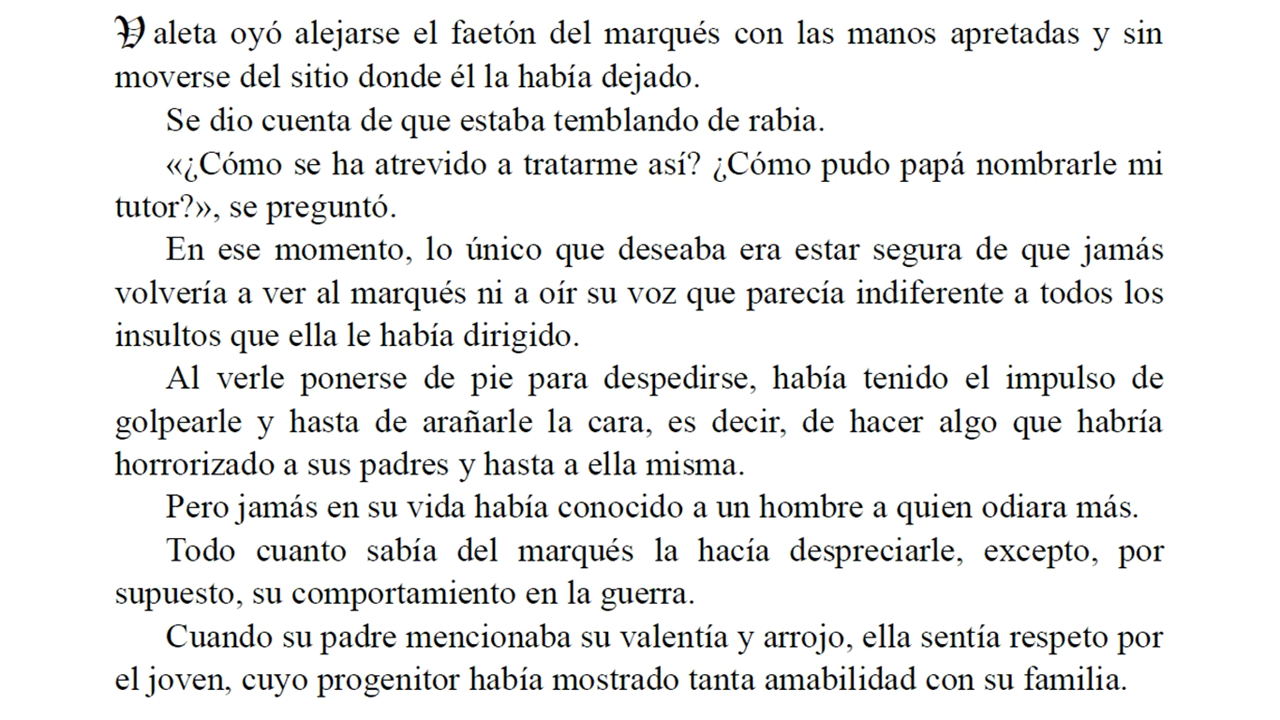 Valeta oyó alejarse el faetón del marqués con las manos apretadas y sin
moverse del sitio donde él la había dejado.
Se dio cuenta de que estaba temblando de rabia.
«¿Cómo se ha atrevido a tratarme así? ¿Cómo pudo papá nombrarle mi
tutor?», se preguntó.
En ese momento, lo único que deseaba era estar segura de que jamás
volvería a ver al marqués ni a oír su voz que parecía indiferente a todos los
insultos que ella le había dirigido.
Al verle ponerse de pie para despedirse, había tenido el impulso de
golpearle y hasta de arañarle la cara, es decir, de hacer algo que habría
horrorizado a sus padres y hasta a ella misma.
Pero jamás en su vida había conocido a un hombre a quien odiara más.
Todo cuanto sabía del marqués la hacía despreciarle, excepto, por
supuesto, su comportamiento en la guerra.
Cuando su padre mencionaba su valentía y arrojo, ella sentía respeto por
el joven, cuyo progenitor había mostrado tanta amabilidad con su familia.